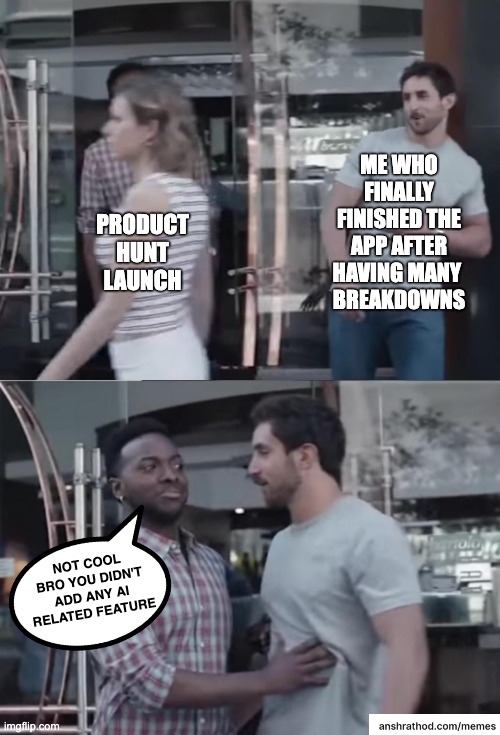 PRODUCT
HUNT
LAUNCH
ME WHO
FINALLY
FINISHED THE
APP AFTER
HAVING MANY
BREAKDOWNS
NOT COOL
BRO YOU DIDN'T
ADD ANY AI
RELATED FEATURE
imgflip.com
anshrathod.com/memes